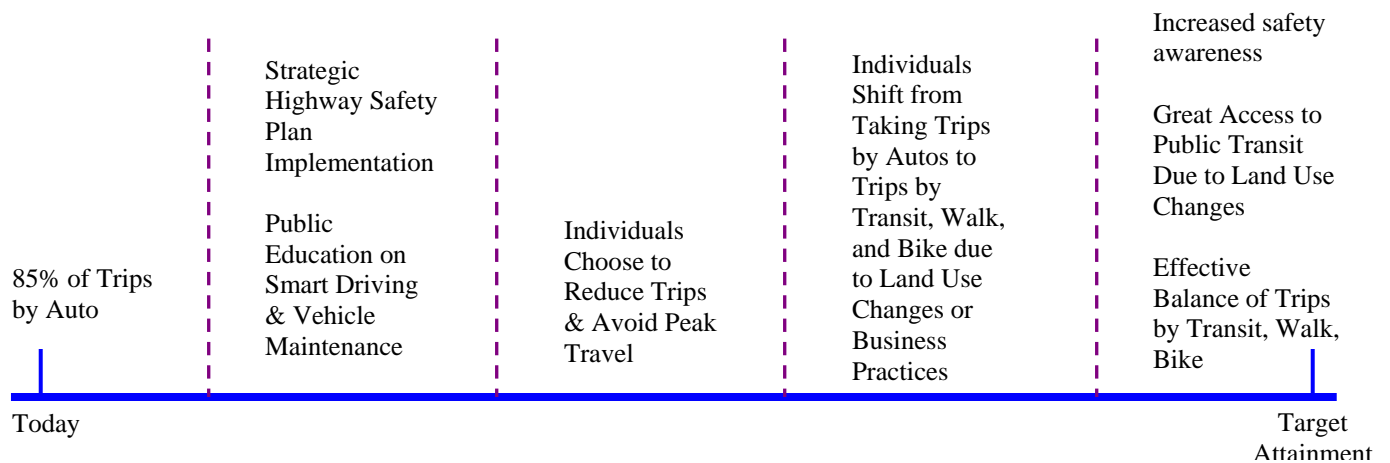 85% of Trips
by Auto
Strategic
Highway Safety
Plan
Implementation
Public
Education on
Smart Driving
& Vehicle
Maintenance
Individuals
Choose to
Reduce Trips
& Avoid Peak
Travel
Individuals
Shift from
Taking Trips
by Autos to
Trips by
Transit, Walk,
and Bike due
to Land Use
Changes or
Business
Practices
Increased safety
awareness
Great Access to
Public Transit
Due to Land Use
Changes
Effective
Balance of Trips
by Transit, Walk,
Bike
Today
Target
Attainment